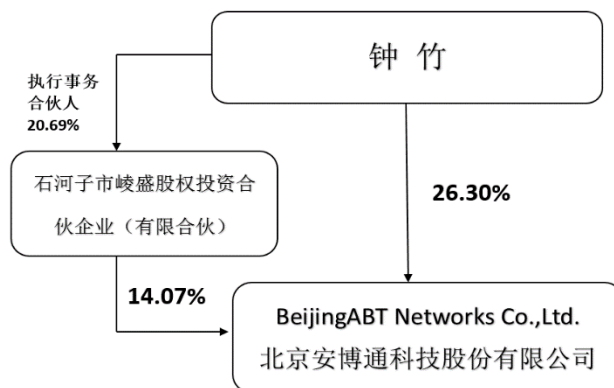 钟 竹
执行事务
合伙人
20.69%
石河子市崚盛股权投资合
伙企业（有限合伙）
26.30%
14.07%
BeijingABT Networks Co.,Ltd.
北京安博通科技股份有限公司